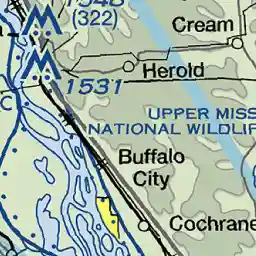 (322)
Cream
Herold
1531
C
UPPER MISS
NATIONAL WILDLIF
Buffalo
City
Cochrane